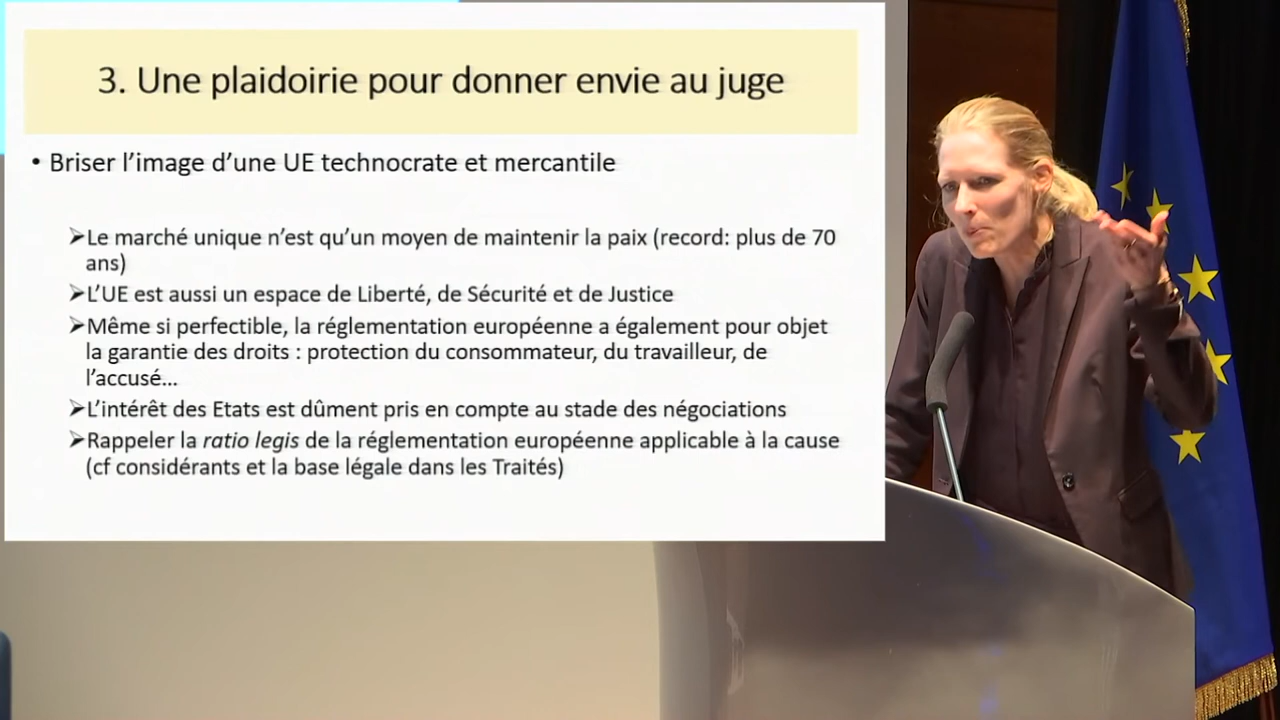 3. Une plaidoirie pour donner envie au juge
• Briser l’image d’une UE technocrate et mercantile
➢Le marché unique n’est qu’un moyen de maintenir la paix (record: plus de 70
ans)
➢L’UE est aussi un espace de Liberté, de Sécurité et de Justice
➢Même si perfectible, la réglementation européenne a également pour objet
la garantie des droits : protection du consommateur, du travailleur, de
l’accusé...
➢L’intérêt des Etats est dûment pris en compte au stade des négociations
➢Rappeler la ratio legis de la réglementation européenne applicable à la cause
(cf considérants et la base légale dans les Traités)